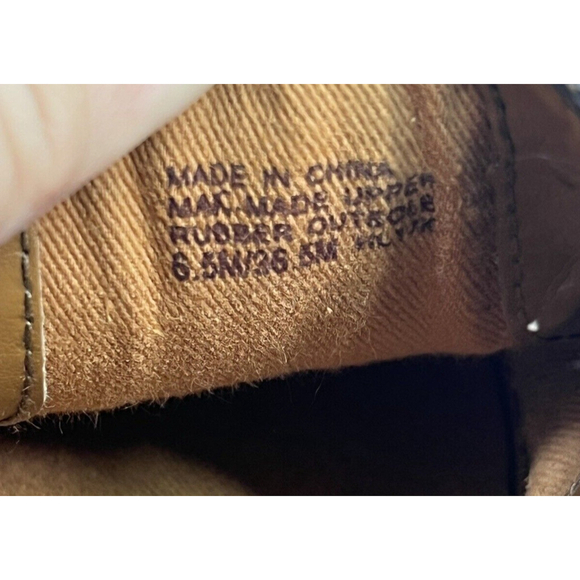 MADE IN CHINA
MAN MADE UPPER
RUBBER OUTSOLE
6.5M/36.5M